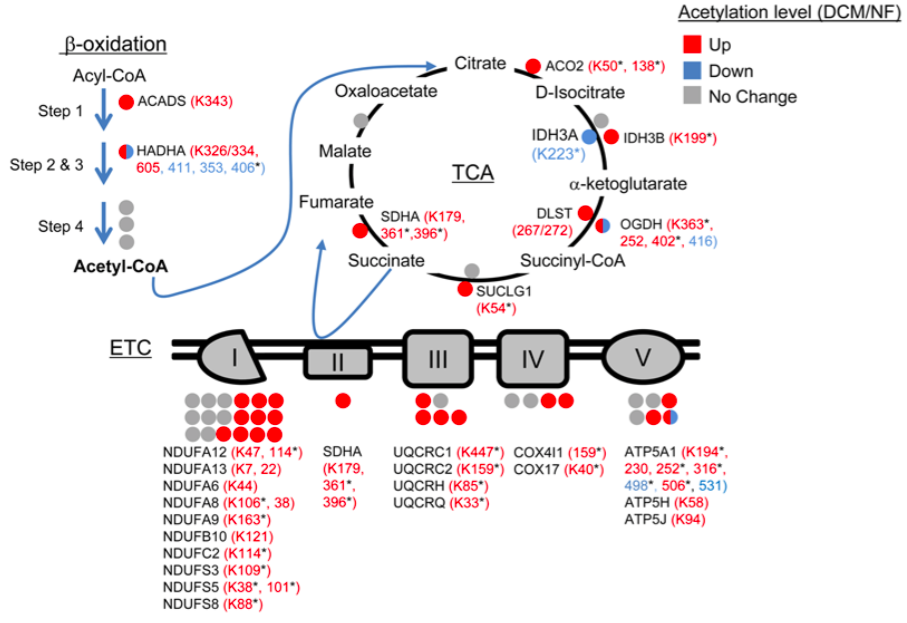 Acetylation level (DCM/NF)
Up
Down
No Change
β-oxidation
Acyl-CoA
Step 1
ACADS (K343)
Step 2 & 3
HADHA (K326/334,
605, 411, 353, 406*)
Step 4
Acetyl-CoA
TCA
Citrate
ACO2 (K50*, 138*)
D-Isocitrate
IDH3A
(K223*)
IDH3B (K199*)
α-ketoglutarate
DLST
(267/272)
OGDH (K363*,
252, 402*, 416)
Succinyl-CoA
SUCLG1
(K54*)
Succinate
SDHA (K179,
361*,396*)
Fumarate
Malate
Oxaloacetate
ETC
I
II
III
IV
V
NDUFA12 (K47, 114*)
NDUFA13 (K7, 22)
NDUFA6 (K44)
NDUFA8 (K106*, 38)
NDUFA9 (K163*)
NDUFB10 (K121)
NDUFC2 (K114*)
NDUFS3 (K109*)
NDUFS5 (K38*, 101*)
NDUFS8 (K88*)
SDHA
(K179,
361*,
396*)
UQCRC1 (K447*)
UQCRC2 (K159*)
UQCRH (K85*)
UQCRQ (K33*)
COX4I1 (159*)
COX17 (K40*)
ATP5A1 (K194*,
230, 252*, 316*,
498*, 506*, 531)
ATP5H (K58)
ATP5J (K94)